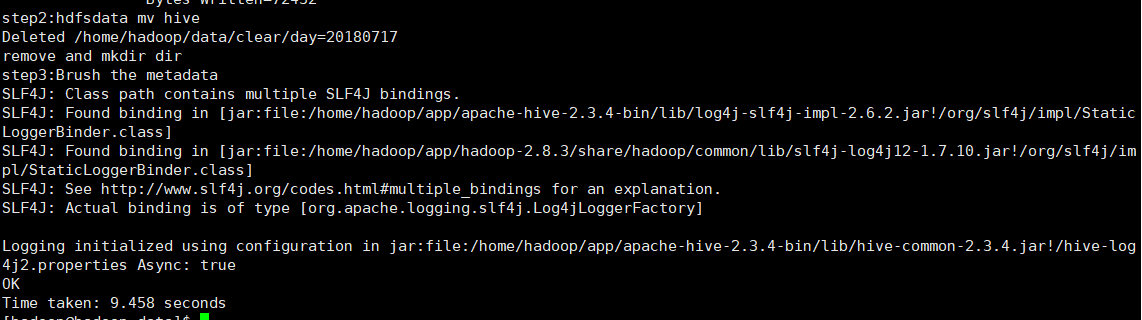 Bytes Written=72452
step2:hdfsdata mv hive
Deleted /home/hadoop/data/clear/day=20180717
remove and mkdir dir
step3:Brush the metadata
SLF4J: Class path contains multiple SLF4J bindings.
SLF4J: Found binding in [jar:file:/home/hadoop/app/apache-hive-2.3.4-bin/lib/log4j-slf4j-impl-2.6.2.jar!/org/slf4j/impl/Static
LoggerBinder.class]
SLF4J: Found binding in [jar:file:/home/hadoop/app/hadoop-2.8.3/share/hadoop/common/lib/slf4j-log4j12-1.7.10.jar!/org/slf4j/im
pl/StaticLoggerBinder.class]
SLF4J: See http://www.slf4j.org/codes.html#multiple_bindings for an explanation.
SLF4J: Actual binding is of type [org.apache.logging.slf4j.Log4jLoggerFactory]
Logging initialized using configuration in jar:file:/home/hadoop/app/apache-hive-2.3.4-bin/lib/hive-common-2.3.4.jar!/hive-log
4j2.properties Async: true
OK
Time taken: 9.458 seconds
[hadoop@hadoop data]$